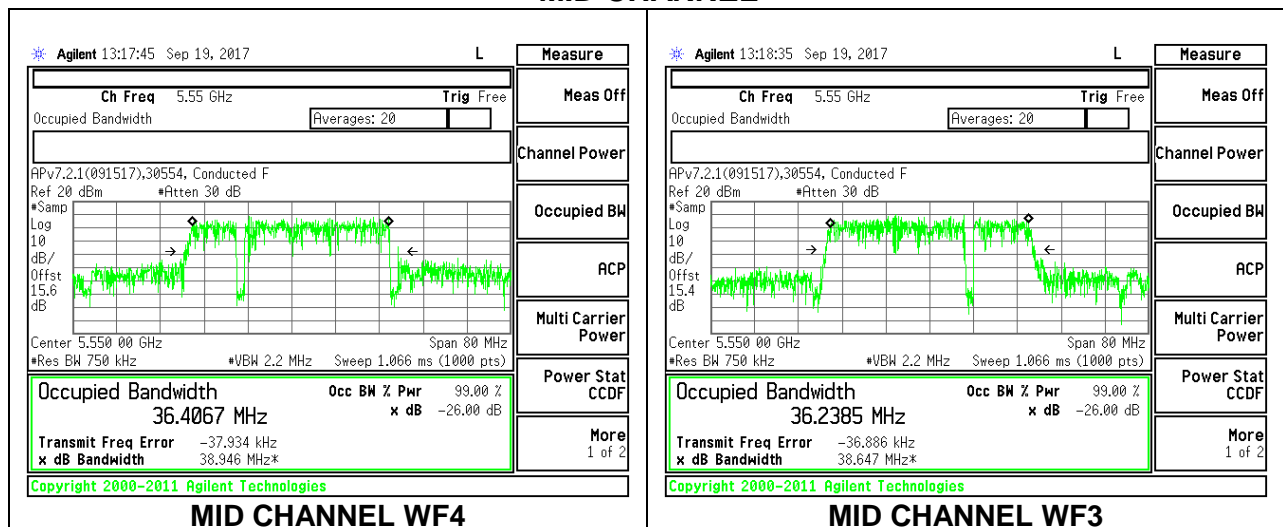 Agilent 13:17:45 Sep 19, 2017 L
Measure
Ch Freq 5.55 GHz Trig Free
Meas Off
Occupied Bandwidth Averages: 20
Channel Power
APv7.2.1(091517),30554, Conducted F
Ref 20 dBm #Atten 30 dB
#Samp
Log
10
dB/
Offst
15.6
dB
Occupied BW
ACP
Multi Carrier
Power
Center 5.550 00 GHz Span 80 MHz
#Res BW 750 kHz #VBW 2.2 MHz Sweep 1.066 ms (1000 pts)
Power Stat
CCDF
Occupied Bandwidth Occ BW % Pwr 99.00 %
36.4067 MHz x dB -26.00 dB
Transmit Freq Error -37.934 kHz
x dB Bandwidth 38.946 MHz*
More
1 of 2
Copyright 2000-2011 Agilent Technologies
MID CHANNEL WF4
Agilent 13:18:35 Sep 19, 2017 L
Measure
Ch Freq 5.55 GHz Trig Free
Meas Off
Occupied Bandwidth Averages: 20
Channel Power
APv7.2.1(091517),30554, Conducted F
Ref 20 dBm #Atten 30 dB
#Samp
Log
10
dB/
Offst
15.4
dB
Occupied BW
ACP
Multi Carrier
Power
Center 5.550 00 GHz Span 80 MHz
#Res BW 750 kHz #VBW 2.2 MHz Sweep 1.066 ms (1000 pts)
Power Stat
CCDF
Occupied Bandwidth Occ BW % Pwr 99.00 %
36.2385 MHz x dB -26.00 dB
Transmit Freq Error -36.886 kHz
x dB Bandwidth 38.647 MHz*
More
1 of 2
Copyright 2000-2011 Agilent Technologies
MID CHANNEL WF3